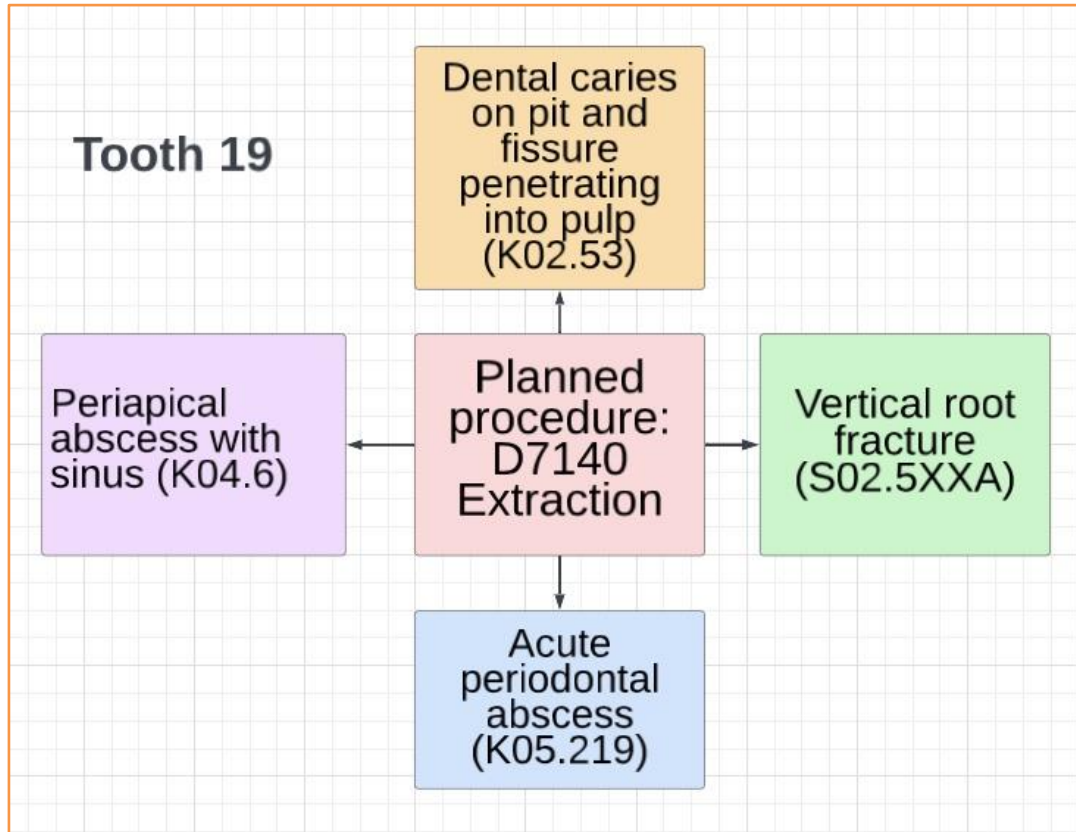 Tooth 19
Dental caries
on pit and
fissure
penetrating
into pulp
(K02.53)
Periapical
abscess with
sinus (K04.6)
Planned
procedure:
D7140
Extraction
Vertical root
fracture
(S02.5XXA)
Acute
periodontal
abscess
(K05.219)